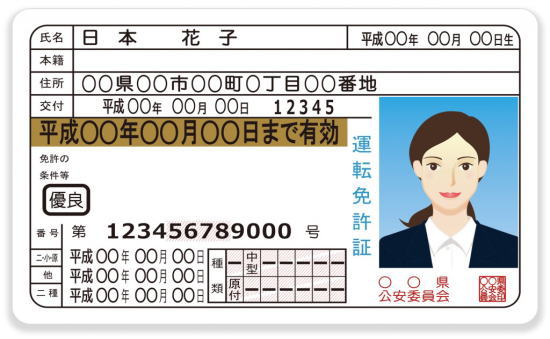 氏名 日本 花子 平成〇〇年 〇〇月 〇〇日生
本籍
住所 〇〇県〇〇市〇〇町〇丁目〇〇番地
交付 平成〇〇年 〇〇月 〇〇日 12345
平成〇〇年〇〇月〇〇日まで有効
免許の
条件等
優良
運転免許証
番号 第 123456789000 号
二・小・原 平成〇〇年 〇〇月 〇〇日
他 平成〇〇年 〇〇月 〇〇日
二種 平成〇〇年 〇〇月 〇〇日
種類 中型
原付
〇〇県
公安委員会
〇〇県
公安委
員会印